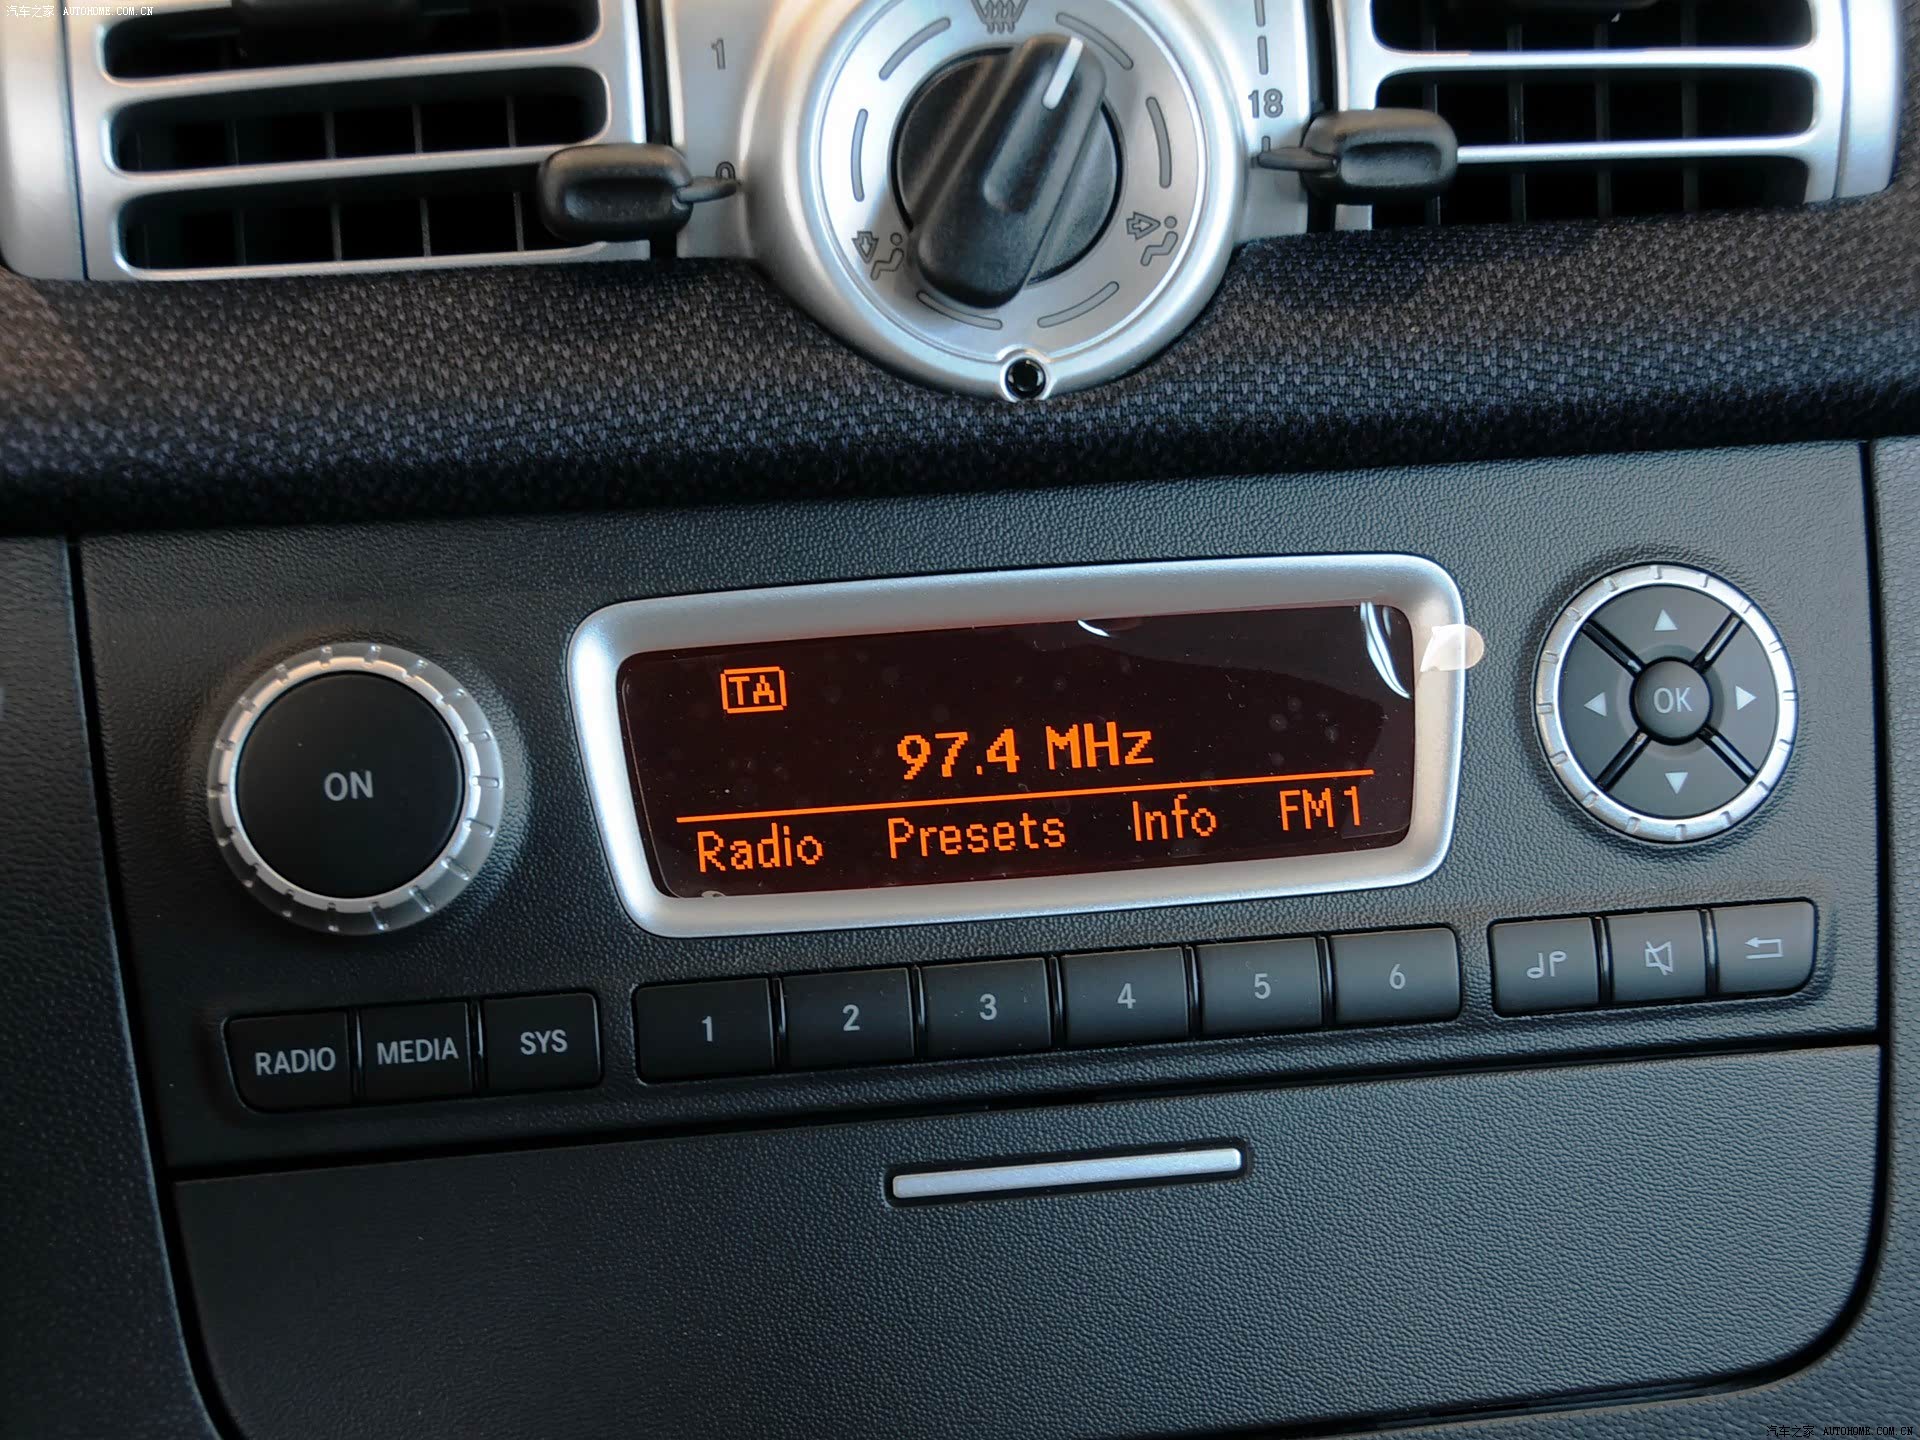 汽车之家 AUTOHOME.COM.CN
1
0
18
TA
97.4 MHz
Radio Presets Info FM1
ON
OK
RADIO MEDIA SYS 1 2 3 4 5 6
汽车之家 AUTOHOME.COM.CN